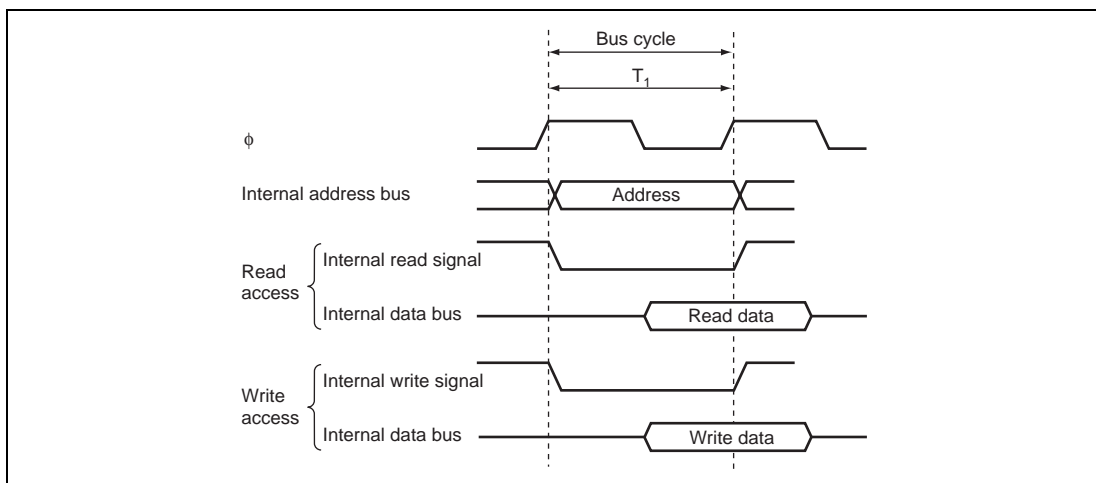 Bus cycle
T1
ϕ
Internal address bus
Address
Read
access
Internal read signal
Internal data bus
Read data
Write
access
Internal write signal
Internal data bus
Write data